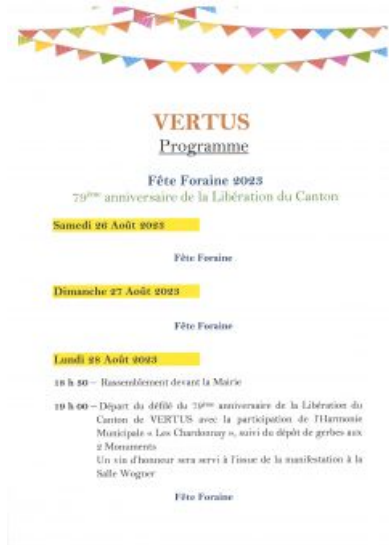 VERTUS
Programme
Fête Foraine 2023
79ème anniversaire de la Libération du Canton
Samedi 26 Août 2023
Fête Foraine
Dimanche 27 Août 2023
Fête Foraine
Lundi 28 Août 2023
18 h 50 – Rassemblement devant la Mairie
19 h 00 – Départ du défilé du 79ème anniversaire de la Libération du
Canton de VERTUS avec la participation de l'Harmonie
Municipale « Les Chardonnay », suivi du dépôt de gerbes aux
2 Monuments
Un vin d'honneur sera servi à l'issue de la manifestation à la
Salle Wogner
Fête Foraine